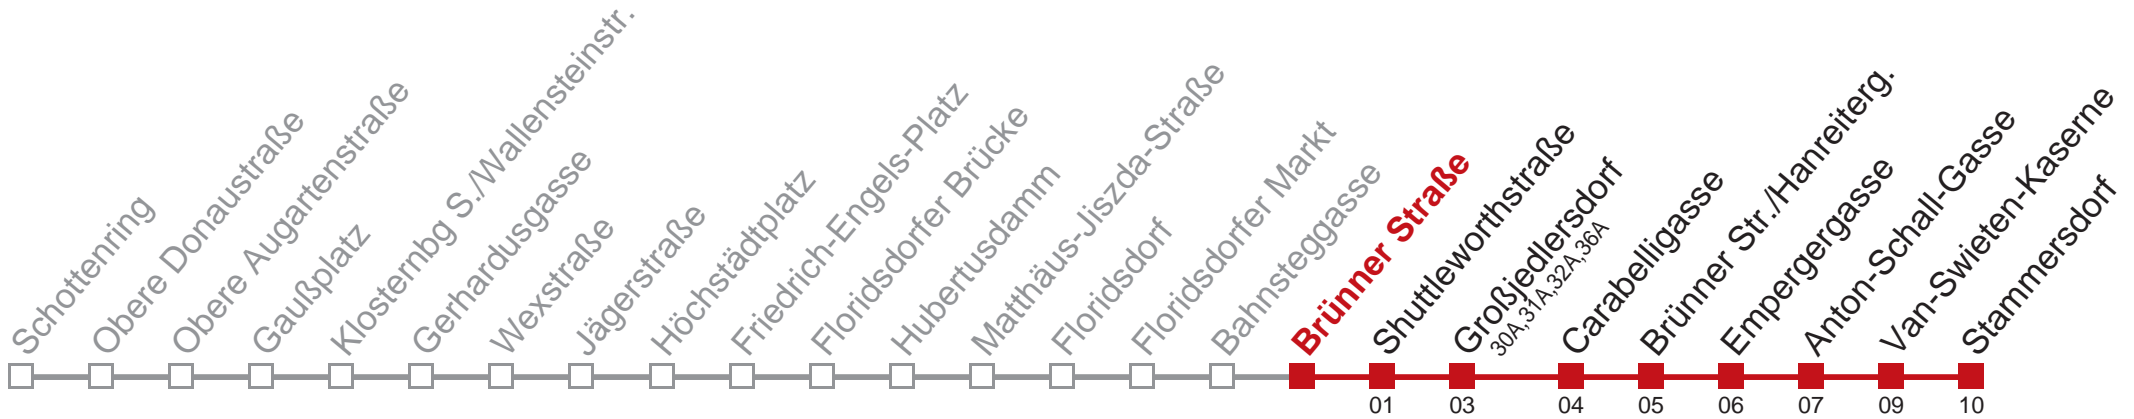 Schottenring
Obere Donaustraße
Obere Augartenstraße
Gaußplatz
Klosternbg S./Wallensteinstr.
Gerhardusgasse
Wexstraße
Jägerstraße
Höchstädtplatz
Friedrich-Engels-Platz
Floridsdorfer Brücke
Hubertusdamm
Matthäus-Jiszda-Straße
Floridsdorf
Floridsdorfer Markt
Bahnsteggasse
Brünner Straße
Shuttleworthstraße
Großjedlersdorf
30A,31A,32A,36A
Carabelligasse
Brünner Str./Hanreiterg.
Empergergasse
Anton-Schall-Gasse
Van-Swieten-Kaserne
Stammersdorf
01 03 04 05 06 07 09 10